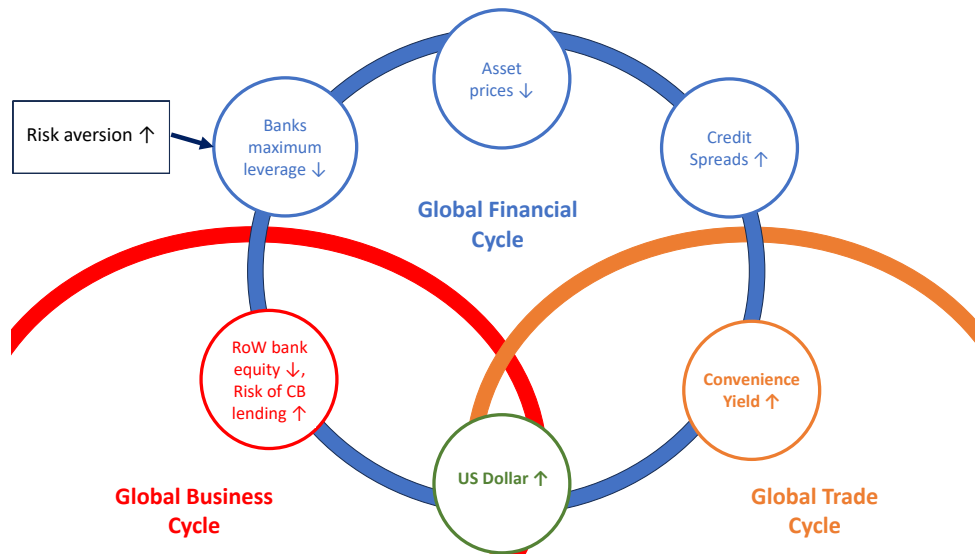 Risk aversion ↑
Banks
maximum
leverage ↓
Asset
prices ↓
Credit
Spreads ↑
Global Financial
Cycle
RoW bank
equity ↓,
Risk of CB
lending ↑
Convenience
Yield ↑
US Dollar ↑
Global Business
Cycle
Global Trade
Cycle